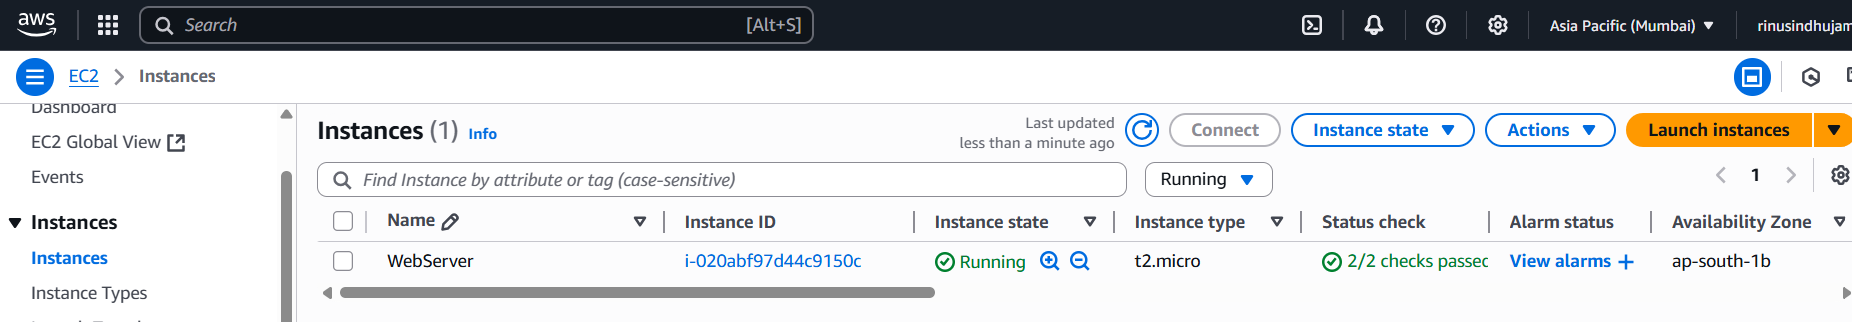 aws
Search [Alt+S] Asia Pacific (Mumbai)
EC2 Instances
Dashboard
EC2 Global View
Events
Instances
Instances
Instance Types
Instances (1) Info
Last updated
less than a minute ago
Connect Instance state Actions Launch instances
Find Instance by attribute or tag (case-sensitive) Running 1
Name Instance ID Instance state Instance type Status check Alarm status Availability Zone
WebServer i-020abf97d44c9150c Running t2.micro 2/2 checks passed View alarms + ap-south-1b